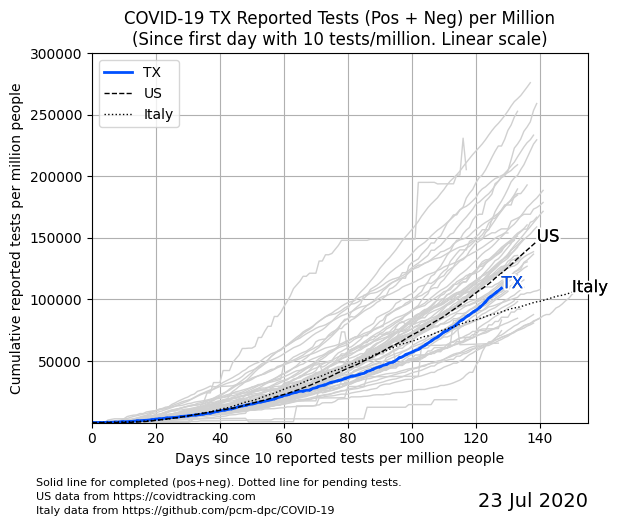 COVID-19 TX Reported Tests (Pos + Neg) per Million
(Since first day with 10 tests/million. Linear scale)
Cumulative reported tests per million people
300000
250000
200000
150000
100000
50000
TX
US
Italy
US
TX
Italy
0 20 40 60 80 100 120 140
Days since 10 reported tests per million people
Solid line for completed (pos+neg). Dotted line for pending tests.
US data from https://covidtracking.com
Italy data from https://github.com/pcm-dpc/COVID-19
23 Jul 2020